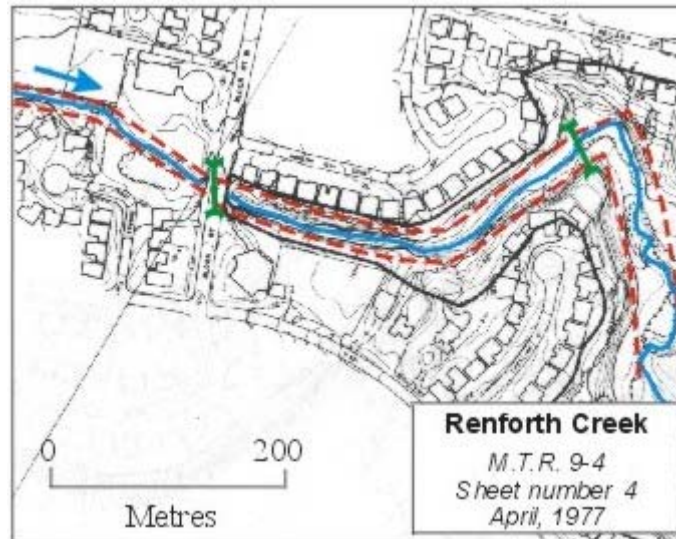 0 200
Metres
Renforth Creek
M.T.R. 9-4
Sheet number 4
April, 1977